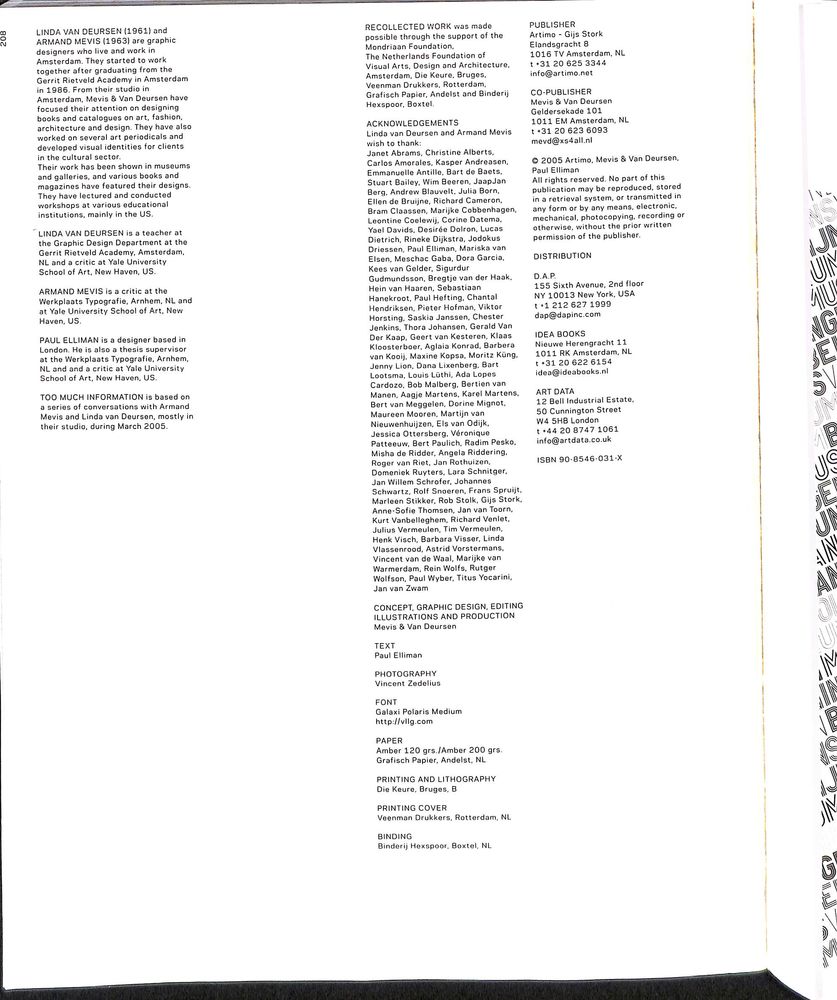 208
LINDA VAN DEURSEN (1961) and
ARMAND MEVIS (1963) are graphic
designers who live and work in
Amsterdam. They started to work
together after graduating from the
Gerrit Rietveld Academy in Amsterdam
in 1986. From their studio in
Amsterdam, Mevis & Van Deursen have
focused their attention on designing
books and catalogues on art, fashion,
architecture and design. They have also
worked on several art periodicals and
developed visual identities for clients
in the cultural sector.
Their work has been shown in museums
and galleries, and various books and
magazines have featured their designs.
They have lectured and conducted
workshops at various educational
institutions, mainly in the US.
LINDA VAN DEURSEN is a teacher at
the Graphic Design Department at the
Gerrit Rietveld Academy, Amsterdam,
NL and a critic at Yale University
School of Art, New Haven, US.
ARMAND MEVIS is a critic at the
Werkplaats Typografie, Arnhem, NL and
at Yale University School of Art, New
Haven, US.
PAUL ELLIMAN is a designer based in
London. He is also a thesis supervisor
at the Werkplaats Typografie, Arnhem,
NL and and a critic at Yale University
School of Art, New Haven, US.
TOO MUCH INFORMATION is based on
a series of conversations with Armand
Mevis and Linda van Deursen, mostly in
their studio, during March 2005.
RECOLLECTED WORK was made
possible through the support of the
Mondriaan Foundation,
The Netherlands Foundation of
Visual Arts, Design and Architecture,
Amsterdam, Die Keure, Bruges,
Veenman Drukkers, Rotterdam,
Grafisch Papier, Andelst and Binderij
Hexspoor, Boxtel.
ACKNOWLEDGEMENTS
Linda van Deursen and Armand Mevis
wish to thank:
Janet Abrams, Christine Alberts,
Carlos Amorales, Kasper Andreasen,
Emmanuelle Antille, Bart de Baets,
Stuart Bailey, Wim Beeren, JaapJan
Berg, Andrew Blauvelt, Julia Born,
Ellen de Bruijne, Richard Cameron,
Bram Claassen, Marijke Cobbenhagen,
Leontine Coelewij, Corine Datema,
Yael Davids, Desirée Dolron, Lucas
Dietrich, Rineke Dijkstra, Jodokus
Driessen, Paul Elliman, Mariska van
Elsen, Meschac Gaba, Dora Garcia,
Kees van Gelder, Sigurdur
Gudmundsson, Bregtje van der Haak,
Hein van Haaren, Sebastiaan
Hanekroot, Paul Hefting, Chantal
Hendriksen, Pieter Hofman, Viktor
Horsting, Saskia Janssen, Chester
Jenkins, Thora Johansen, Gerald Van
Der Kaap, Geert van Kesteren, Klaas
Kloosterboer, Aglaia Konrad, Barbera
van Kooij, Maxine Kopsa, Moritz Küng,
Jenny Lion, Dana Lixenberg, Bart
Lootsma, Louis Lüthi, Ada Lopes
Cardozo, Bob Malberg, Bertien van
Manen, Aagje Martens, Karel Martens,
Bert van Meggelen, Dorine Mignot,
Maureen Mooren, Martijn van
Nieuwenhuijzen, Els van Odijk,
Jessica Ottersberg, Véronique
Patteeuw, Bert Paulich, Radim Pesko,
Misha de Ridder, Angela Riddering,
Roger van Riet, Jan Rothuizen,
Domeniek Ruyters, Lara Schnitger,
Jan Willem Schrofer, Johannes
Schwartz, Rolf Snoeren, Frans Spruijt,
Marleen Stikker, Rob Stolk, Gijs Stork,
Anne-Sofie Thomsen, Jan van Toorn,
Kurt Vanbelleghem, Richard Venlet,
Julius Vermeulen, Tim Vermeulen,
Henk Visch, Barbara Visser, Linda
Vlassenrood, Astrid Vorstermans,
Vincent van de Waal, Marijke van
Warmerdam, Rein Wolfs, Rutger
Wolfson, Paul Wyber, Titus Yocarini,
Jan van Zwam
CONCEPT, GRAPHIC DESIGN, EDITING
ILLUSTRATIONS AND PRODUCTION
Mevis & Van Deursen
TEXT
Paul Elliman
PHOTOGRAPHY
Vincent Zedelius
FONT
Galaxi Polaris Medium
http://vllg.com
PAPER
Amber 120 grs./Amber 200 grs.
Grafisch Papier, Andelst, NL
PRINTING AND LITHOGRAPHY
Die Keure, Bruges, B
PRINTING COVER
Veenman Drukkers, Rotterdam, NL
BINDING
Binderij Hexspoor, Boxtel, NL
PUBLISHER
Artimo - Gijs Stork
Elandsgracht 8
1016 TV Amsterdam, NL
t +31 20 625 3344
info@artimo.net
CO-PUBLISHER
Mevis & Van Deursen
Geldersekade 101
1011 EM Amsterdam, NL
t +31 20 623 6093
mevd@xs4all.nl
© 2005 Artimo, Mevis & Van Deursen,
Paul Elliman
All rights reserved. No part of this
publication may be reproduced, stored
in a retrieval system, or transmitted in
any form or by any means, electronic,
mechanical, photocopying, recording or
otherwise, without the prior written
permission of the publisher.
DISTRIBUTION
D.A.P.
155 Sixth Avenue, 2nd floor
NY 10013 New York, USA
t +1 212 627 1999
dap@dapinc.com
IDEA BOOKS
Nieuwe Herengracht 11
1011 RK Amsterdam, NL
t +31 20 622 6154
idea@ideabooks.nl
ART DATA
12 Bell Industrial Estate,
50 Cunnington Street
W4 5HB London
t +44 20 8747 1061
info@artdata.co.uk
ISBN 90-8546-031-X